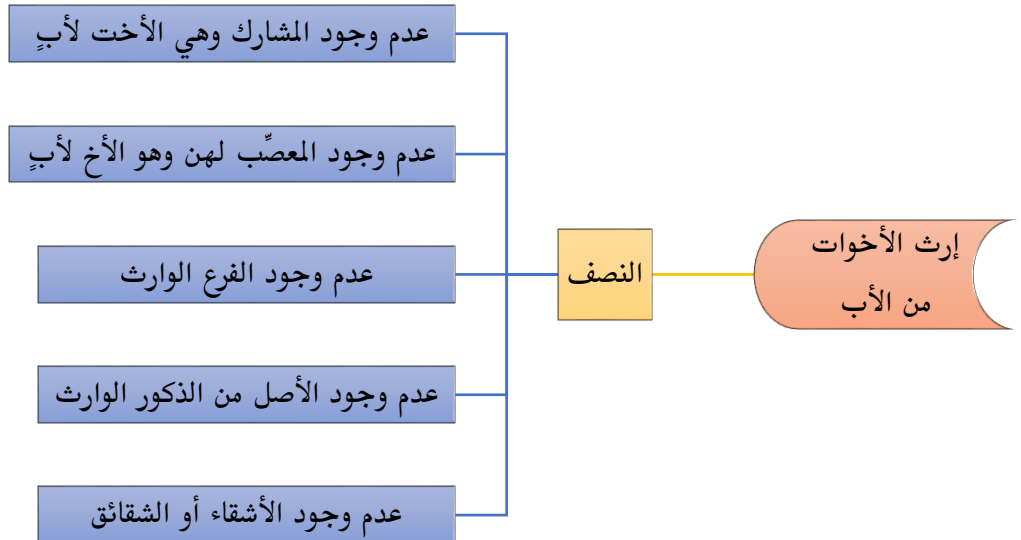 إرث الأخوات
من الأب
النصف
عدم وجود المشارك وهي الأخت لأبٍ
عدم وجود المعصِّب لهن وهو الأخ لأبٍ
عدم وجود الفرع الوارث
عدم وجود الأصل من الذكور الوارث
عدم وجود الأشقاء أو الشقائق